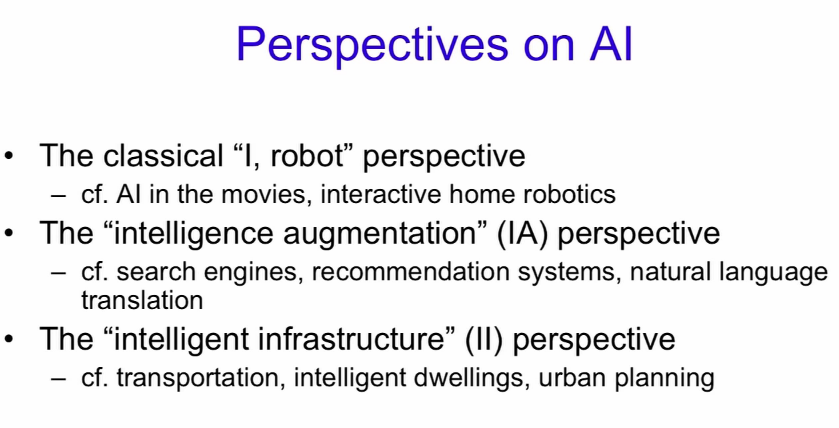 Perspectives on AI
• The classical “I, robot” perspective
– cf. AI in the movies, interactive home robotics
• The “intelligence augmentation” (IA) perspective
– cf. search engines, recommendation systems, natural language
translation
• The “intelligent infrastructure” (II) perspective
– cf. transportation, intelligent dwellings, urban planning